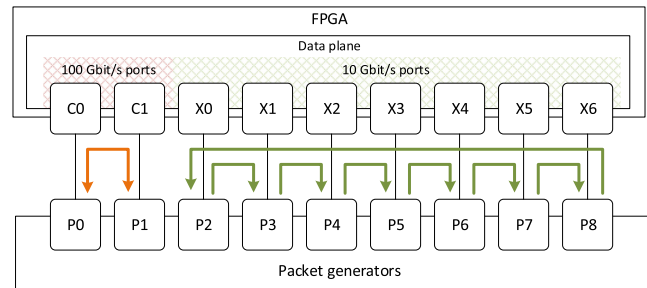 FPGA
Data plane
100 Gbit/s ports 10 Gbit/s ports
C0 C1 X0 X1 X2 X3 X4 X5 X6
P0 P1 P2 P3 P4 P5 P6 P7 P8
Packet generators